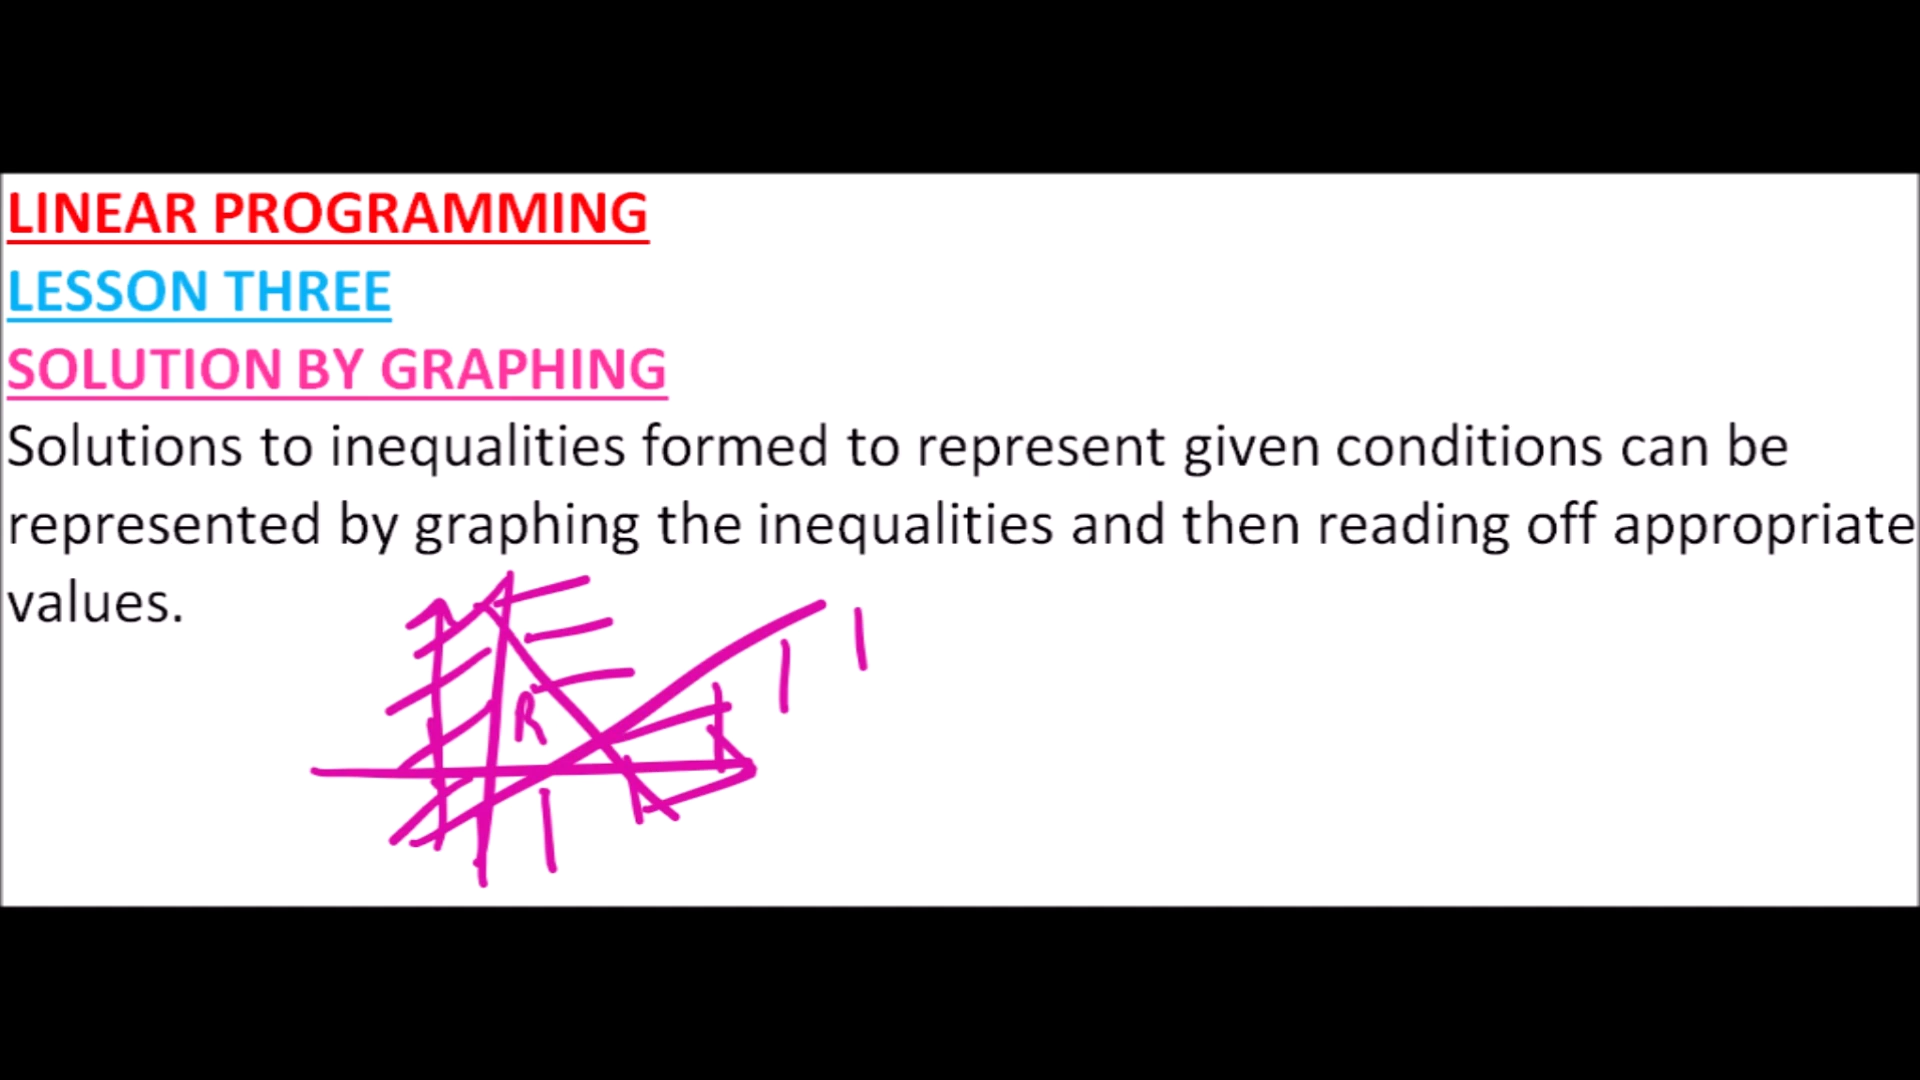 LINEAR PROGRAMMING
LESSON THREE
SOLUTION BY GRAPHING
Solutions to inequalities formed to represent given conditions can be
represented by graphing the inequalities and then reading off appropriate
values.
R